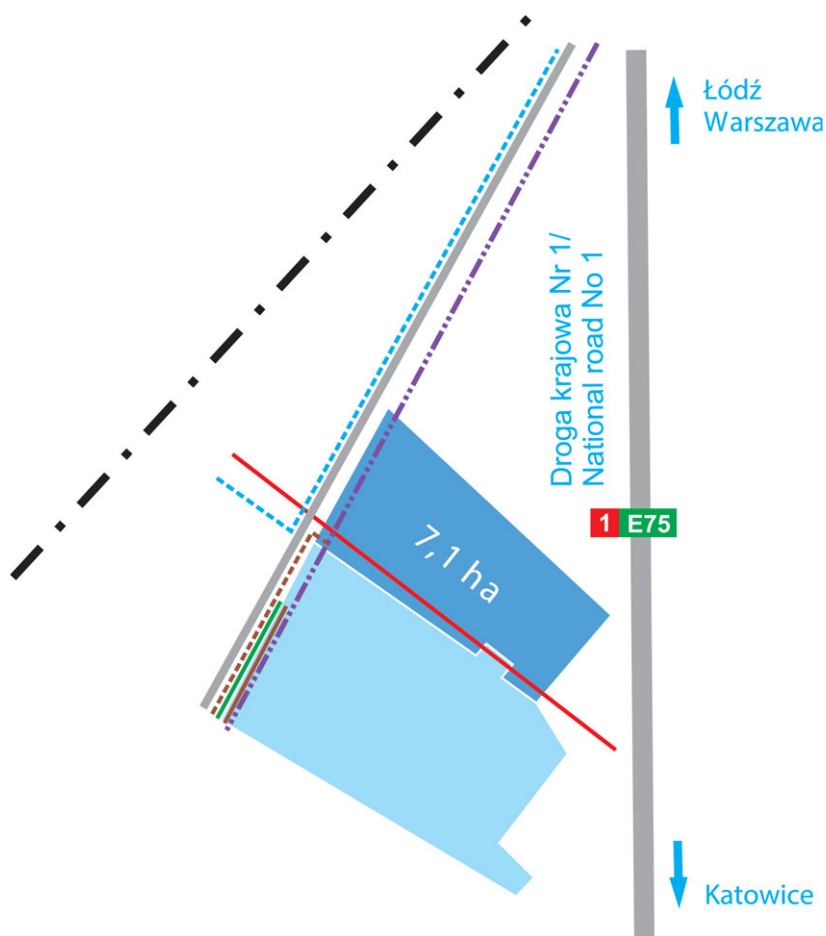 Łódź
Warszawa
Droga krajowa Nr 1/
National road No 1
1 E75
7,1 ha
Katowice